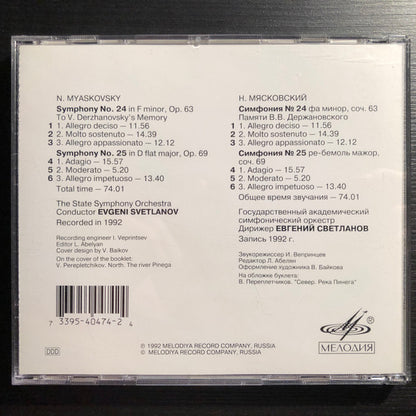 N. MYASKOVSKY
Symphony No. 24 in F minor, Op. 63
To V. Derzhanovsky's Memory
1 1. Allegro deciso – 11.56
2 2. Molto sostenuto – 14.39
3 3. Allegro appassionato – 12.13
Symphony No. 25 in D flat major, Op. 69
4 1. Adagio – 15.57
5 2. Moderato – 5.20
6 3. Allegro impetuoso – 13.40
Total time – 74.01
The State Symphony Orchestra
Conductor EVGENI SVETLANOV
Recorded in 1992
Recording engineer I. Veprintsev
Editor L. Abelyan
Cover design by V. Baikov
On the cover of the booklet:
V. Perepletchikov. North. The river Pinega
Н. МЯСКОВСКИЙ
Симфония № 24 фа минор, соч. 63
Памяти В.В. Держановского
1 1. Allegro deciso – 11.56
2 2. Molto sostenuto – 14.39
3 3. Allegro appassionato – 12.13
Симфония № 25 ре-бемоль мажор,
соч. 69
4 1. Adagio – 15.57
5 2. Moderato – 5.20
6 3. Allegro impetuoso – 13.40
Общее время звучания – 74.01
Государственный академический
симфонический оркестр
Дирижер ЕВГЕНИЙ СВЕТЛАНОВ
Запись 1992 г.
Звукорежиссер И. Вепринцев
Редактор Л. Абелян
Оформление художника В. Байкова
На обложке буклета:
В. Переплетчиков. "Север. Река Пинега"
7 3395-40474-2 4
DDD
℗ 1992 MELODIYA RECORD COMPANY, RUSSIA
© MELODIYA RECORD COMPANY, RUSSIA
®
МЕЛОДИЯ